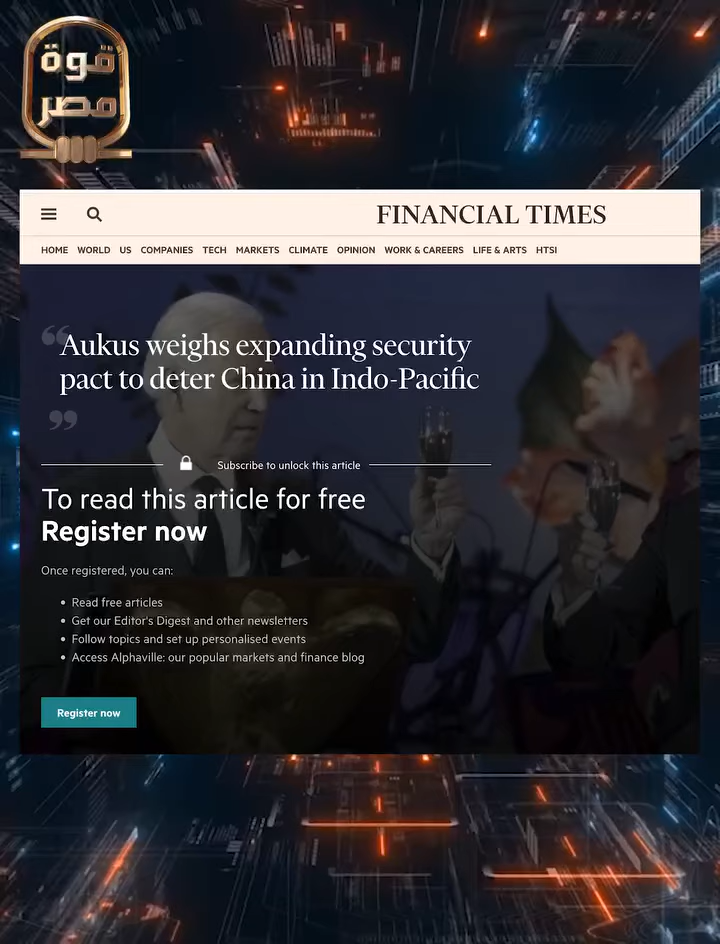 قوة
مصر
FINANCIAL TIMES
HOME WORLD US COMPANIES TECH MARKETS CLIMATE OPINION WORK & CAREERS LIFE & ARTS HTSI
“Aukus weighs expanding security
pact to deter China in Indo-Pacific
”
Subscribe to unlock this article
To read this article for free
Register now
Once registered, you can:
• Read free articles
• Get our Editor's Digest and other newsletters
• Follow topics and set up personalised events
• Access Alphaville: our popular markets and finance blog
Register now